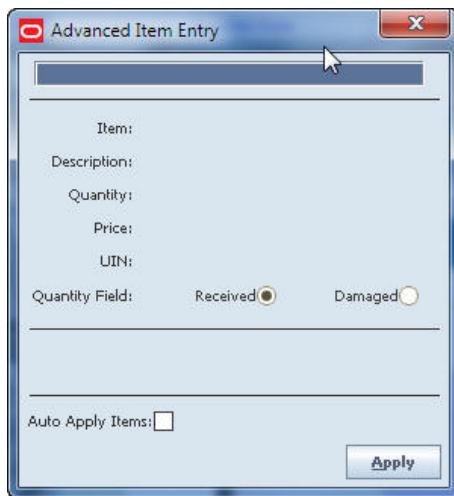 Advanced Item Entry
Item:
Description:
Quantity:
Price:
UIN:
Quantity Field: Received Damaged
Auto Apply Items:
Apply